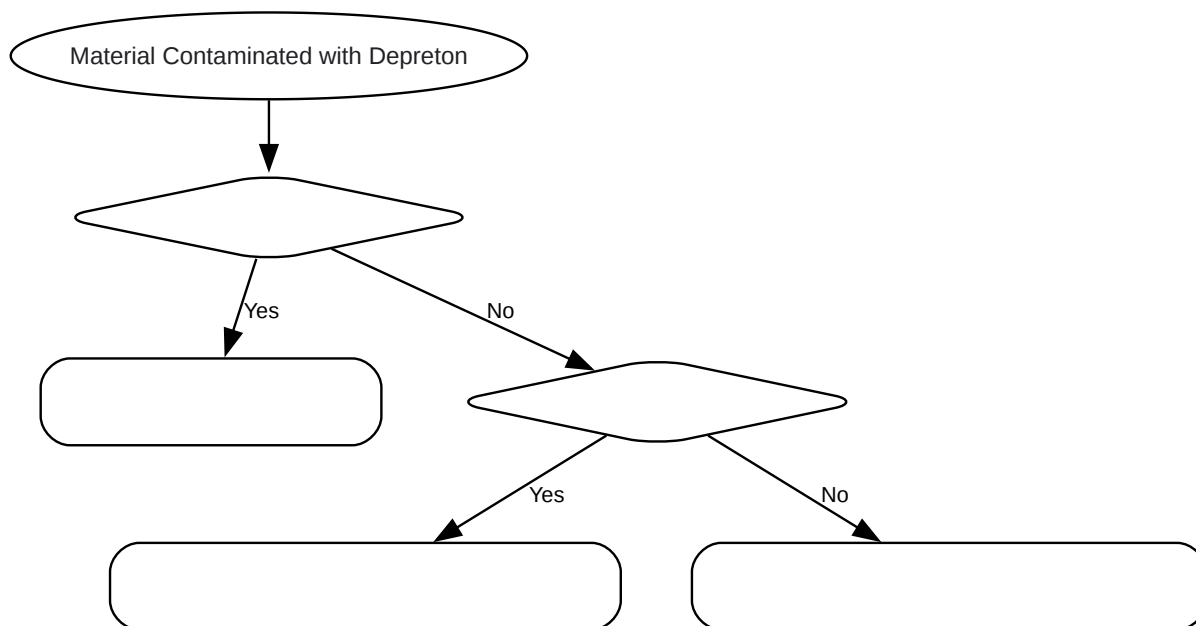 Material Contaminated with Depreton
Yes
No
Yes
No